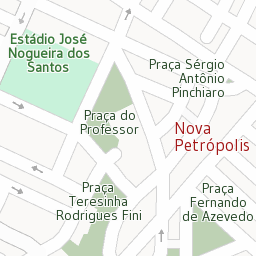 Estádio José
Nogueira dos
Santos
Praça Sérgio
Antônio
Pinchiaro
Praça do
Professor
Nova
Petrópolis
Praça
Teresinha
Rodrigues Fini
Praça
Fernando
de Azevedo